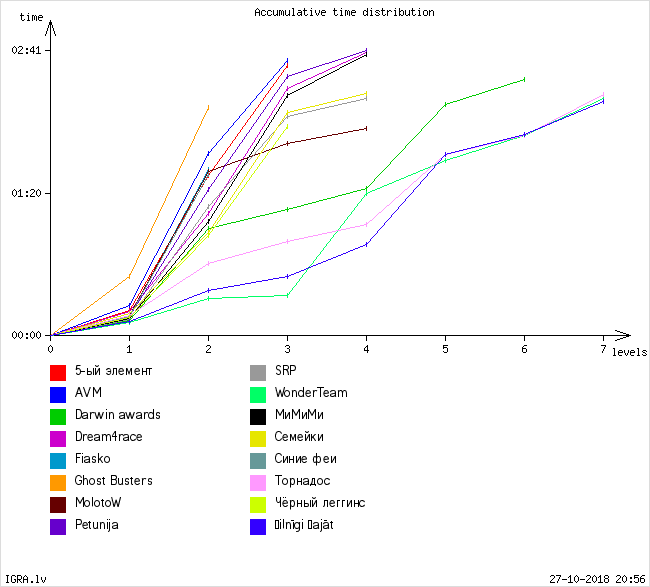 Accumulative time distribution
time
02:41
01:20
00:00
0 1 2 3 4 5 6 7 levels
5-ый элемент
SRP
AVM
WonderTeam
Darwin awards
МиМиМи
Dream4race
Семейки
Fiasko
Синие феи
Ghost Busters
Торнадос
MolotoW
Чёрный леггинс
Petunija
ilnīgi ajāt
IGRA.lv
27-10-2018 20:56